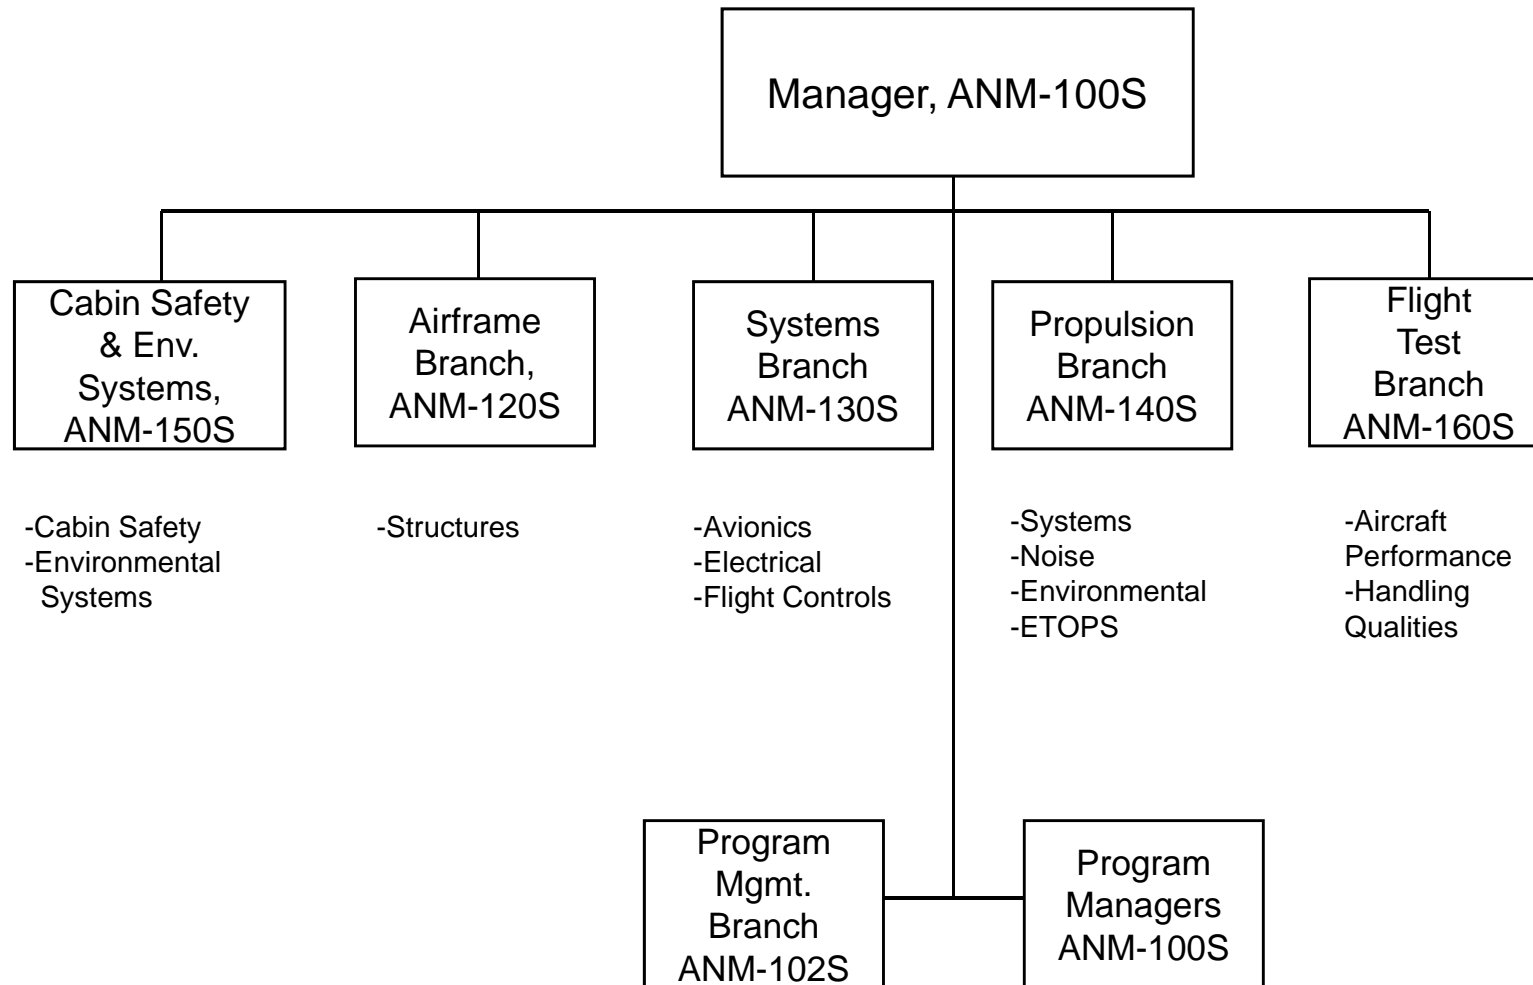 Manager, ANM-100S
Cabin Safety
& Env.
Systems,
ANM-150S
Airframe
Branch,
ANM-120S
Systems
Branch
ANM-130S
Propulsion
Branch
ANM-140S
Flight
Test
Branch
ANM-160S
-Cabin Safety
-Environmental
Systems
-Structures
-Avionics
-Electrical
-Flight Controls
-Systems
-Noise
-Environmental
-ETOPS
-Aircraft
Performance
-Handling
Qualities
Program
Mgmt.
Branch
ANM-102S
Program
Managers
ANM-100S